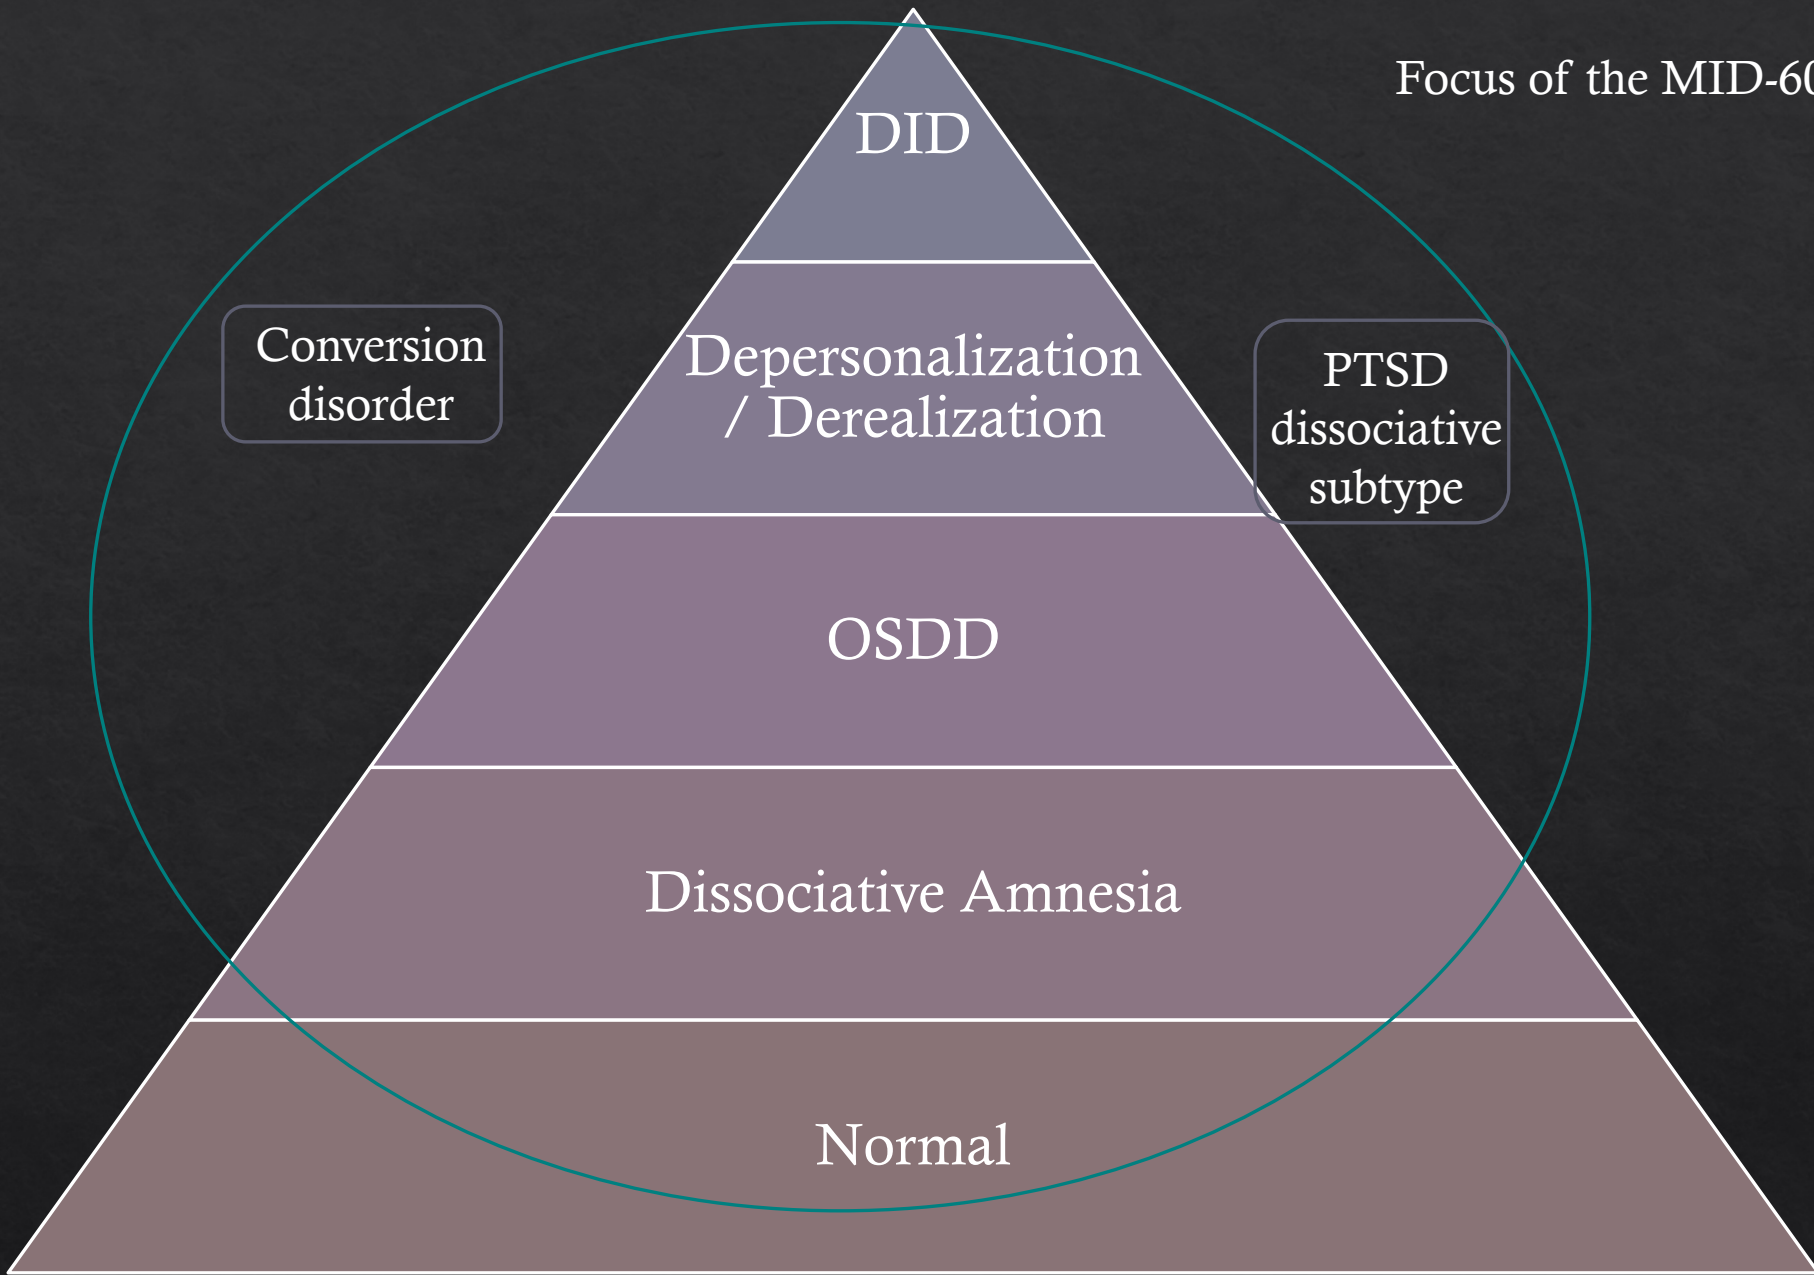 Focus of the MID-60
DID
Conversion
disorder
Depersonalization
/ Derealization
PTSD
dissociative
subtype
OSDD
Dissociative Amnesia
Normal